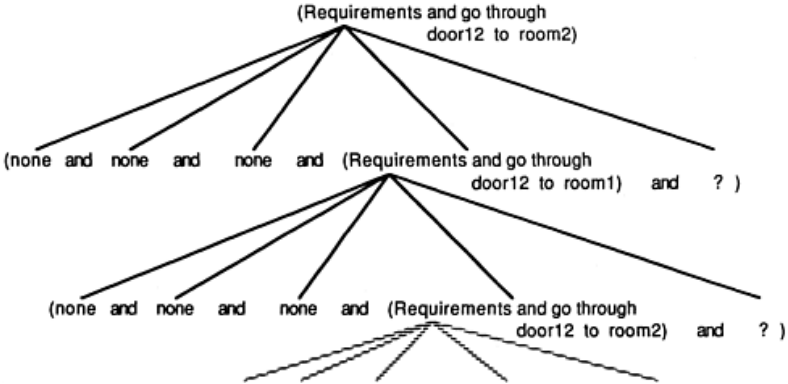 (Requirements and go through
door12 to room2)
(none and none and none and (Requirements and go through
door12 to room1) and ? )
(none and none and none and (Requirements and go through
door12 to room2) and ? )